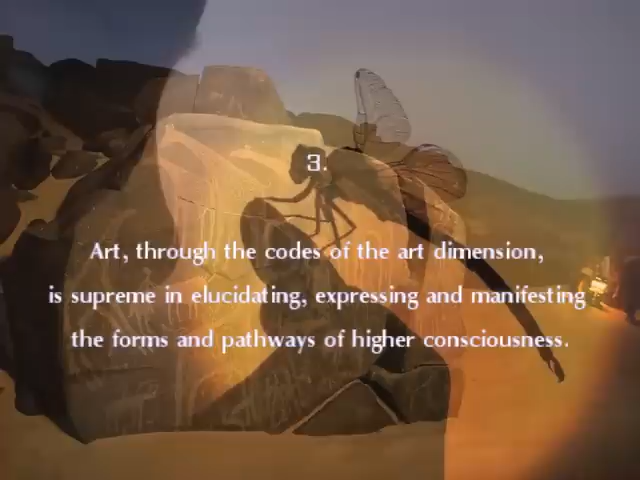 3.
Art, through the codes of the art dimension,
is supreme in elucidating, expressing and manifesting
the forms and pathways of higher consciousness.